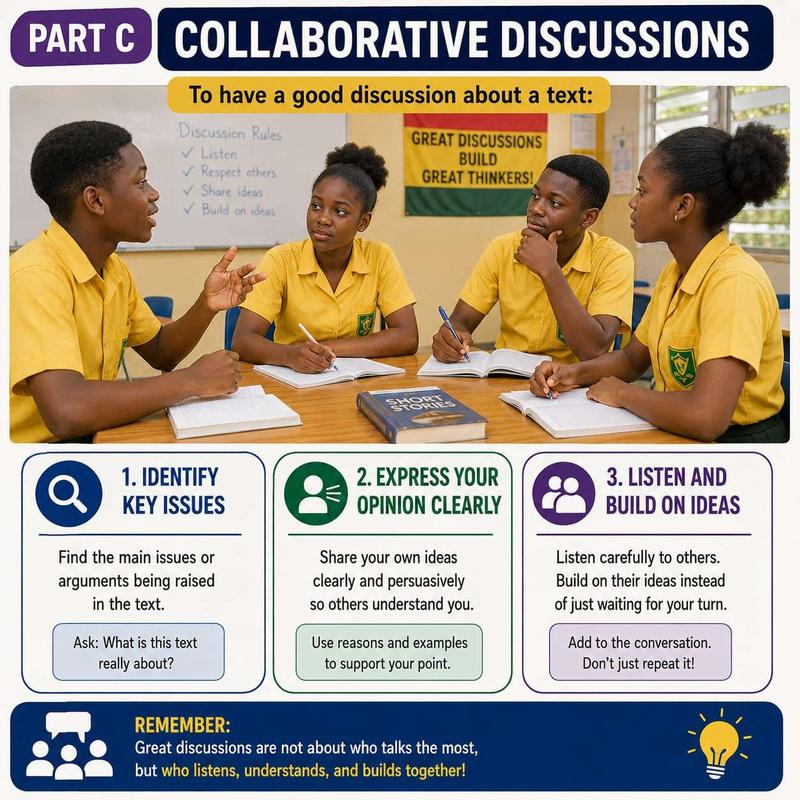 PART C
COLLABORATIVE DISCUSSIONS
To have a good discussion about a text:
Discussion Rules
✓ Listen
✓ Respect others
✓ Share ideas
✓ Build on ideas
GREAT DISCUSSIONS
BUILD
GREAT THINKERS!
SHORT
STORIES
1. IDENTIFY
KEY ISSUES
Find the main issues or
arguments being raised
in the text.
Ask: What is this text
really about?
2. EXPRESS YOUR
OPINION CLEARLY
Share your own ideas
clearly and persuasively
so others understand you.
Use reasons and examples
to support your point.
3. LISTEN AND
BUILD ON IDEAS
Listen carefully to others.
Build on their ideas instead
of just waiting for your turn.
Add to the conversation.
Don't just repeat it!
REMEMBER:
Great discussions are not about who talks the most,
but who listens, understands, and builds together!